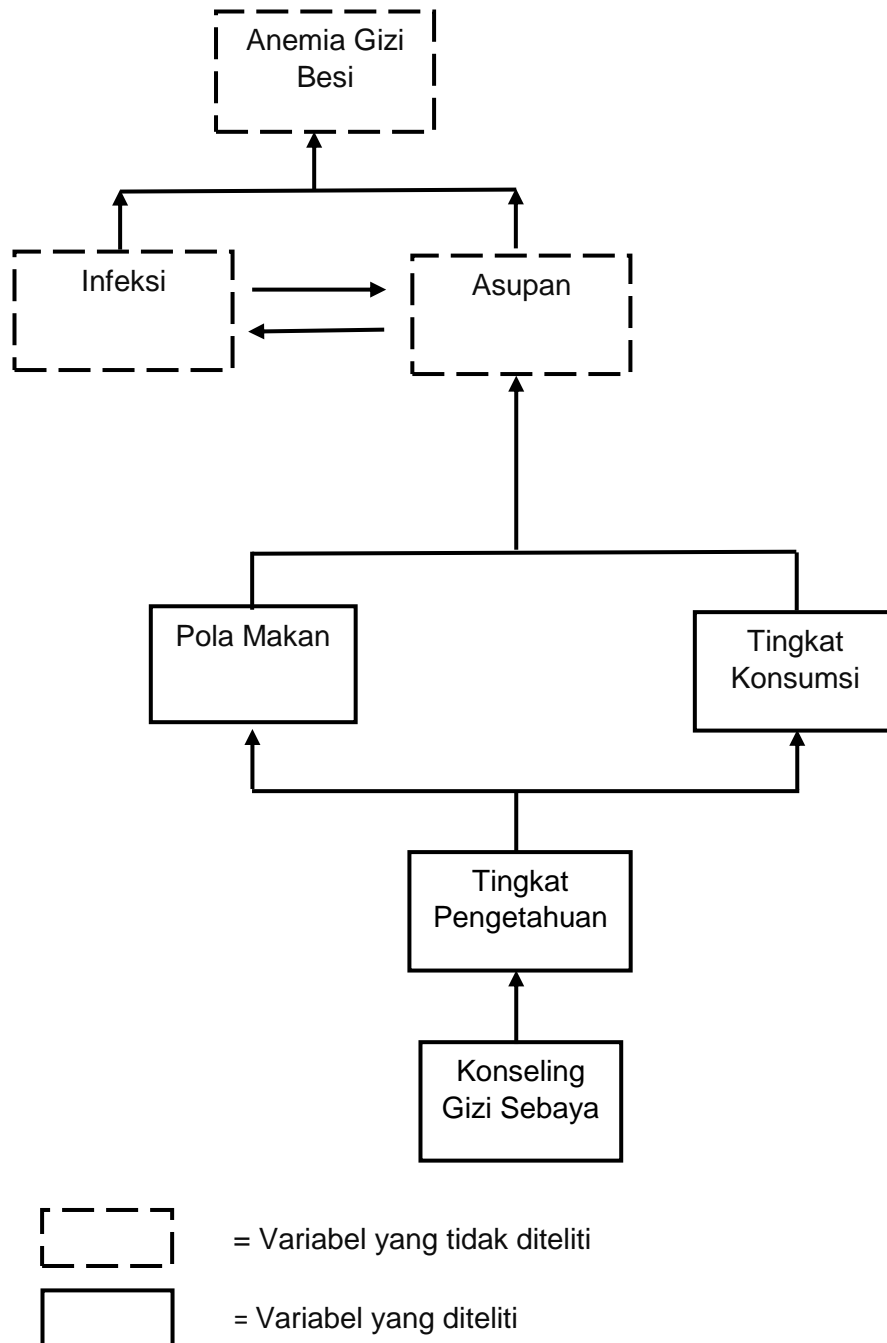 Anemia Gizi
Besi
Infeksi
Asupan
Pola Makan
Tingkat
Konsumsi
Tingkat
Pengetahuan
Konseling
Gizi Sebaya
= Variabel yang tidak diteliti
= Variabel yang diteliti